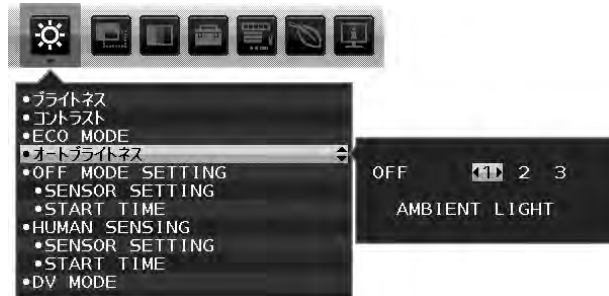 •ブライトネス
•コントラスト
•ECO MODE
•オートブライトネス
•OFF MODE SETTING
•SENSOR SETTING
•START TIME
•HUMAN SENSING
•SENSOR SETTING
•START TIME
•DV MODE
OFF 1 2 3
AMBIENT LIGHT